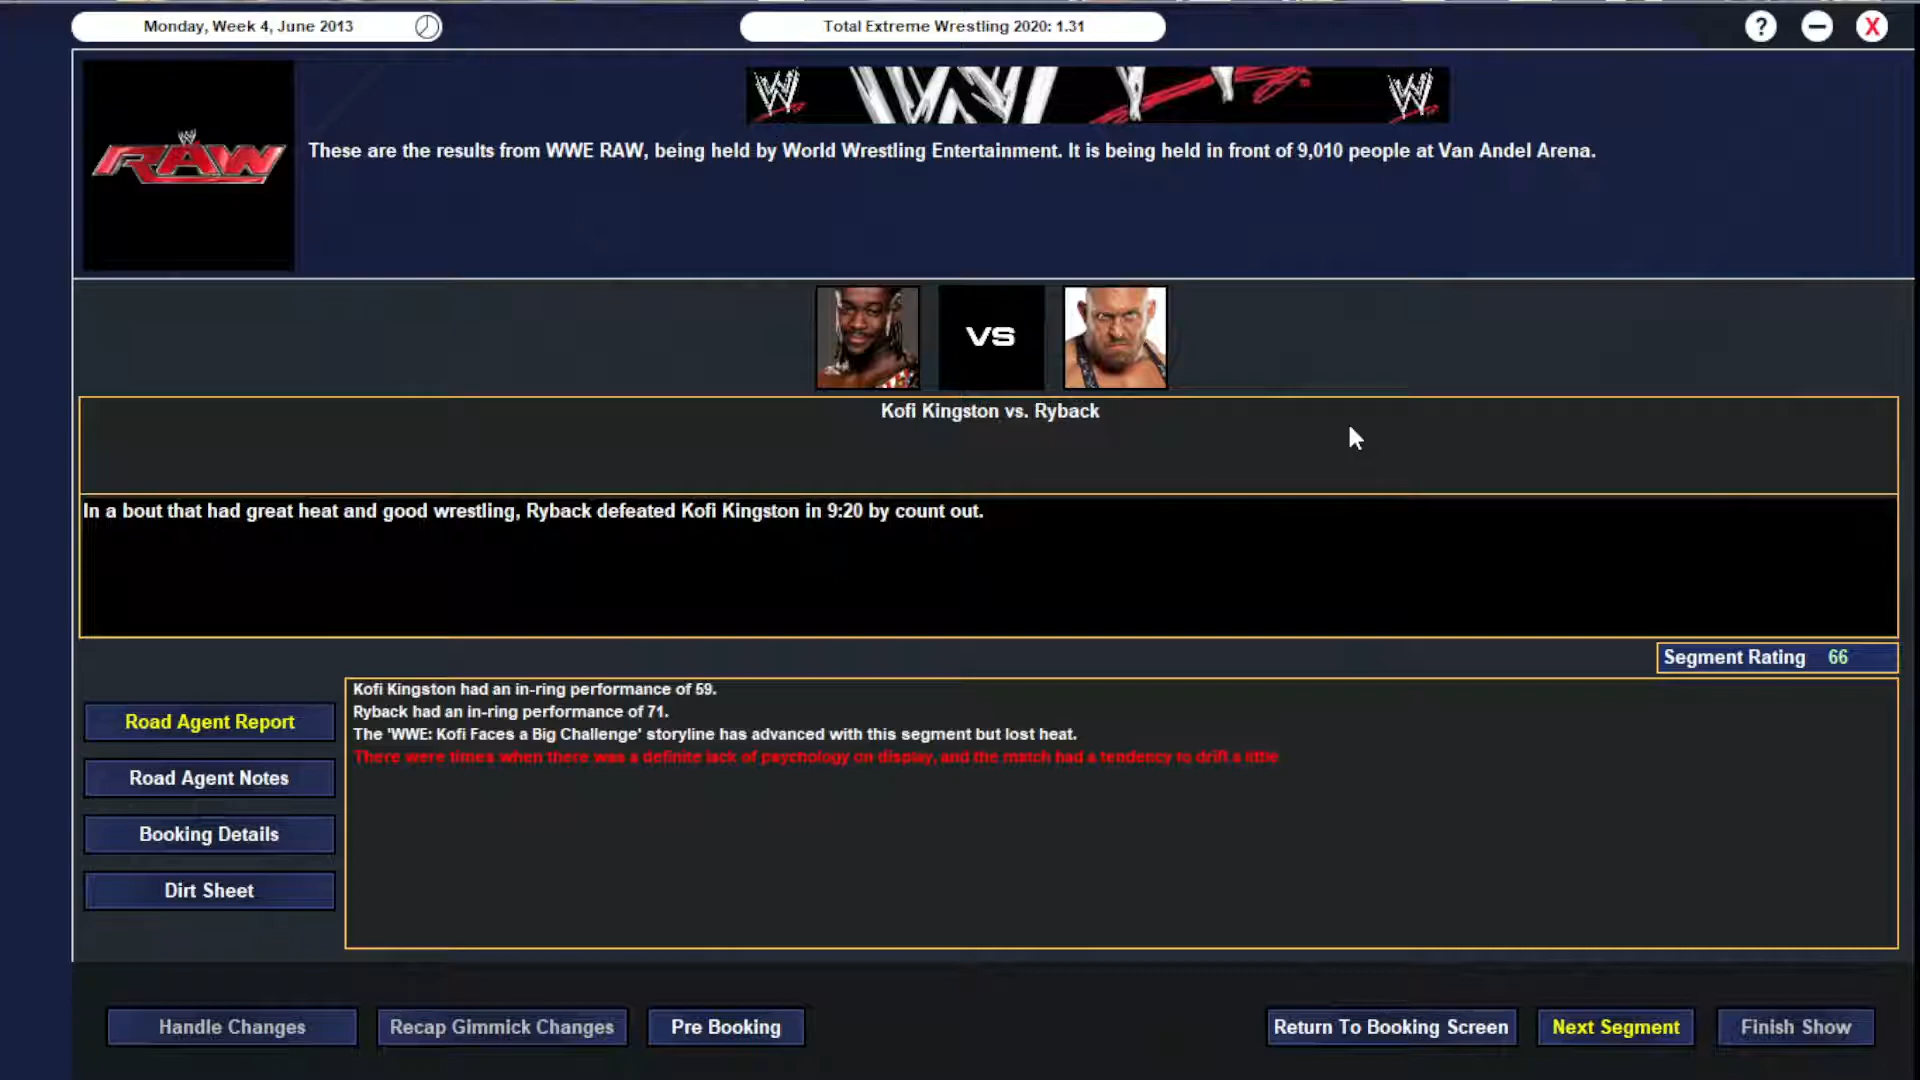 Monday, Week 4, June 2013
Total Extreme Wrestling 2020: 1.31
?
X
W
W
RAW
These are the results from WWE RAW, being held by World Wrestling Entertainment. It is being held in front of 9,010 people at Van Andel Arena.
VS
Kofi Kingston vs. Ryback
In a bout that had great heat and good wrestling, Ryback defeated Kofi Kingston in 9:20 by count out.
Segment Rating 66
Road Agent Report
Road Agent Notes
Booking Details
Dirt Sheet
Kofi Kingston had an in-ring performance of 59.
Ryback had an in-ring performance of 71.
The 'WWE: Kofi Faces a Big Challenge' storyline has advanced with this segment but lost heat.
There were times when there was a definite lack of psychology on display, and the match had a tendency to drift a little
Handle Changes
Recap Gimmick Changes
Pre Booking
Return To Booking Screen
Next Segment
Finish Show